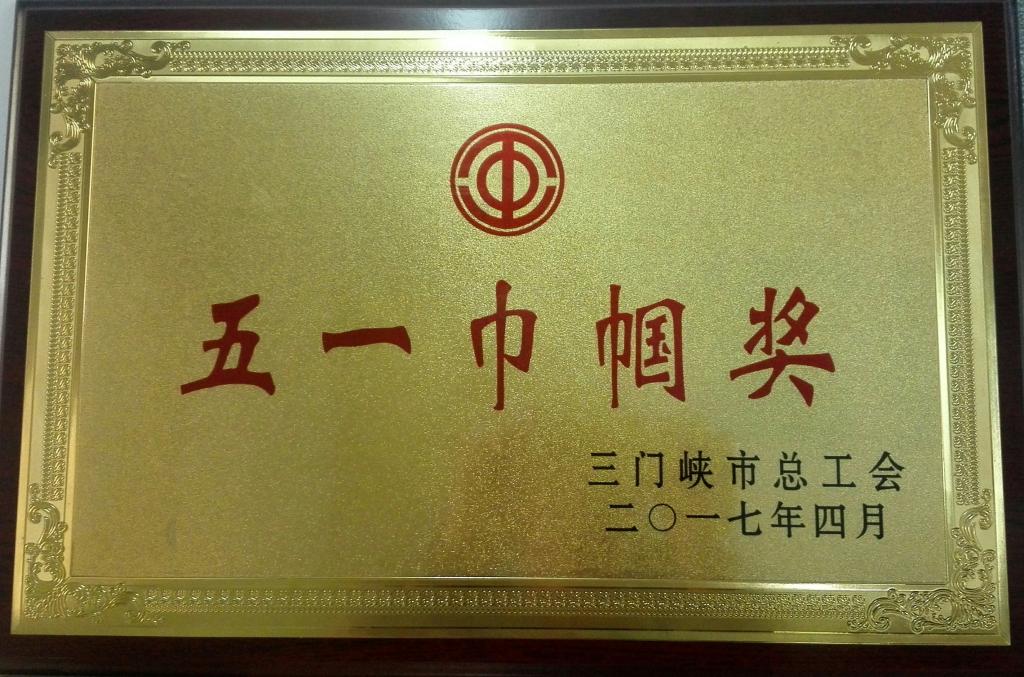 五一巾帼奖
三门峡市总工会
二〇一七年四月